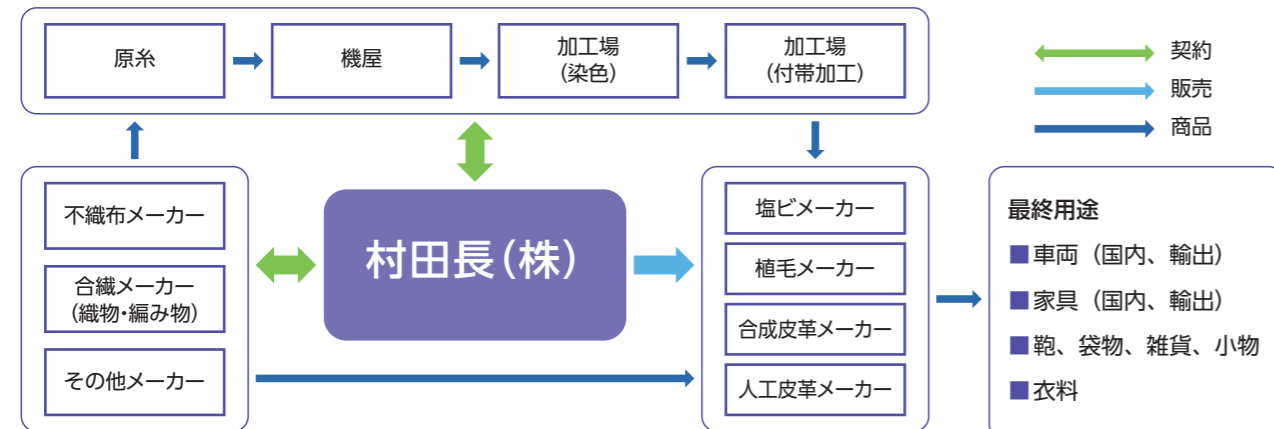 原糸
機屋
加工場
(染色)
加工場
(付帯加工)
契約
販売
商品
不織布メーカー
合繊メーカー
(織物・編み物)
その他メーカー
村田長(株)
塩ビメーカー
植毛メーカー
合成皮革メーカー
人工皮革メーカー
最終用途
■車両(国内、輸出)
■家具(国内、輸出)
■鞄、袋物、雑貨、小物
■衣料